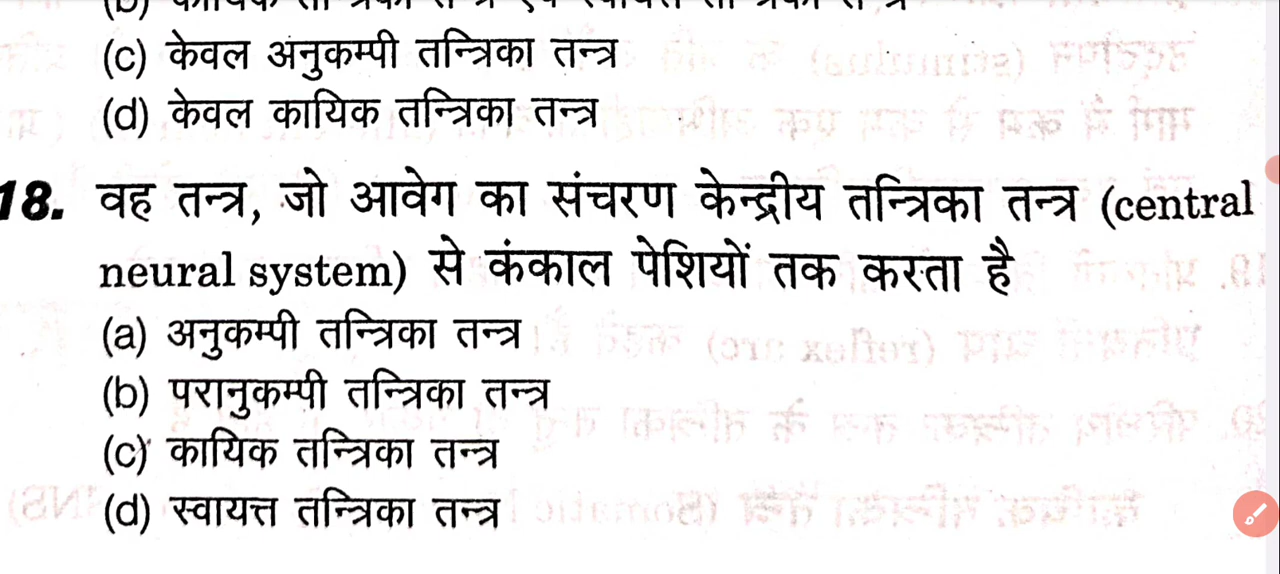 (c) केवल अनुकम्पी तन्त्रिका तन्त्र
(d) केवल कायिक तन्त्रिका तन्त्र
18. वह तन्त्र, जो आवेग का संचरण केन्द्रीय तन्त्रिका तन्त्र (central
neural system) से कंकाल पेशियों तक करता है
(a) अनुकम्पी तन्त्रिका तन्त्र
(b) परानुकम्पी तन्त्रिका तन्त्र
(c) कायिक तन्त्रिका तन्त्र
(d) स्वायत्त तन्त्रिका तन्त्र